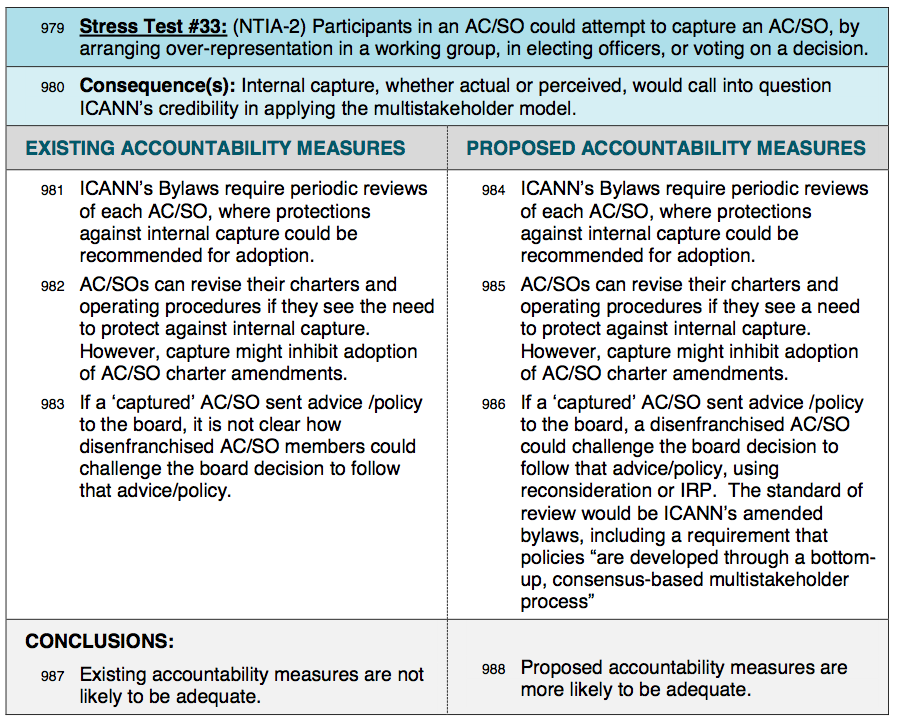 979 Stress Test #33: (NTIA-2) Participants in an AC/SO could attempt to capture an AC/SO, by
arranging over-representation in a working group, in electing officers, or voting on a decision.
980 Consequence(s): Internal capture, whether actual or perceived, would call into question
ICANN’s credibility in applying the multistakeholder model.
EXISTING ACCOUNTABILITY MEASURES
981 ICANN’s Bylaws require periodic reviews
of each AC/SO, where protections
against internal capture could be
recommended for adoption.
982 AC/SOs can revise their charters and
operating procedures if they see the need
to protect against internal capture.
However, capture might inhibit adoption
of AC/SO charter amendments.
983 If a ‘captured’ AC/SO sent advice /policy
to the board, it is not clear how
disenfranchised AC/SO members could
challenge the board decision to follow
that advice/policy.
PROPOSED ACCOUNTABILITY MEASURES
984 ICANN’s Bylaws require periodic reviews
of each AC/SO, where protections
against internal capture could be
recommended for adoption.
985 AC/SOs can revise their charters and
operating procedures if they see a need
to protect against internal capture.
However, capture might inhibit adoption
of AC/SO charter amendments.
986 If a ‘captured’ AC/SO sent advice /policy
to the board, a disenfranchised AC/SO
could challenge the board decision to
follow that advice/policy, using
reconsideration or IRP. The standard of
review would be ICANN’s amended
bylaws, including a requirement that
policies “are developed through a bottom-
up, consensus-based multistakeholder
process”
CONCLUSIONS:
987 Existing accountability measures are not
likely to be adequate.
988 Proposed accountability measures are
more likely to be adequate.